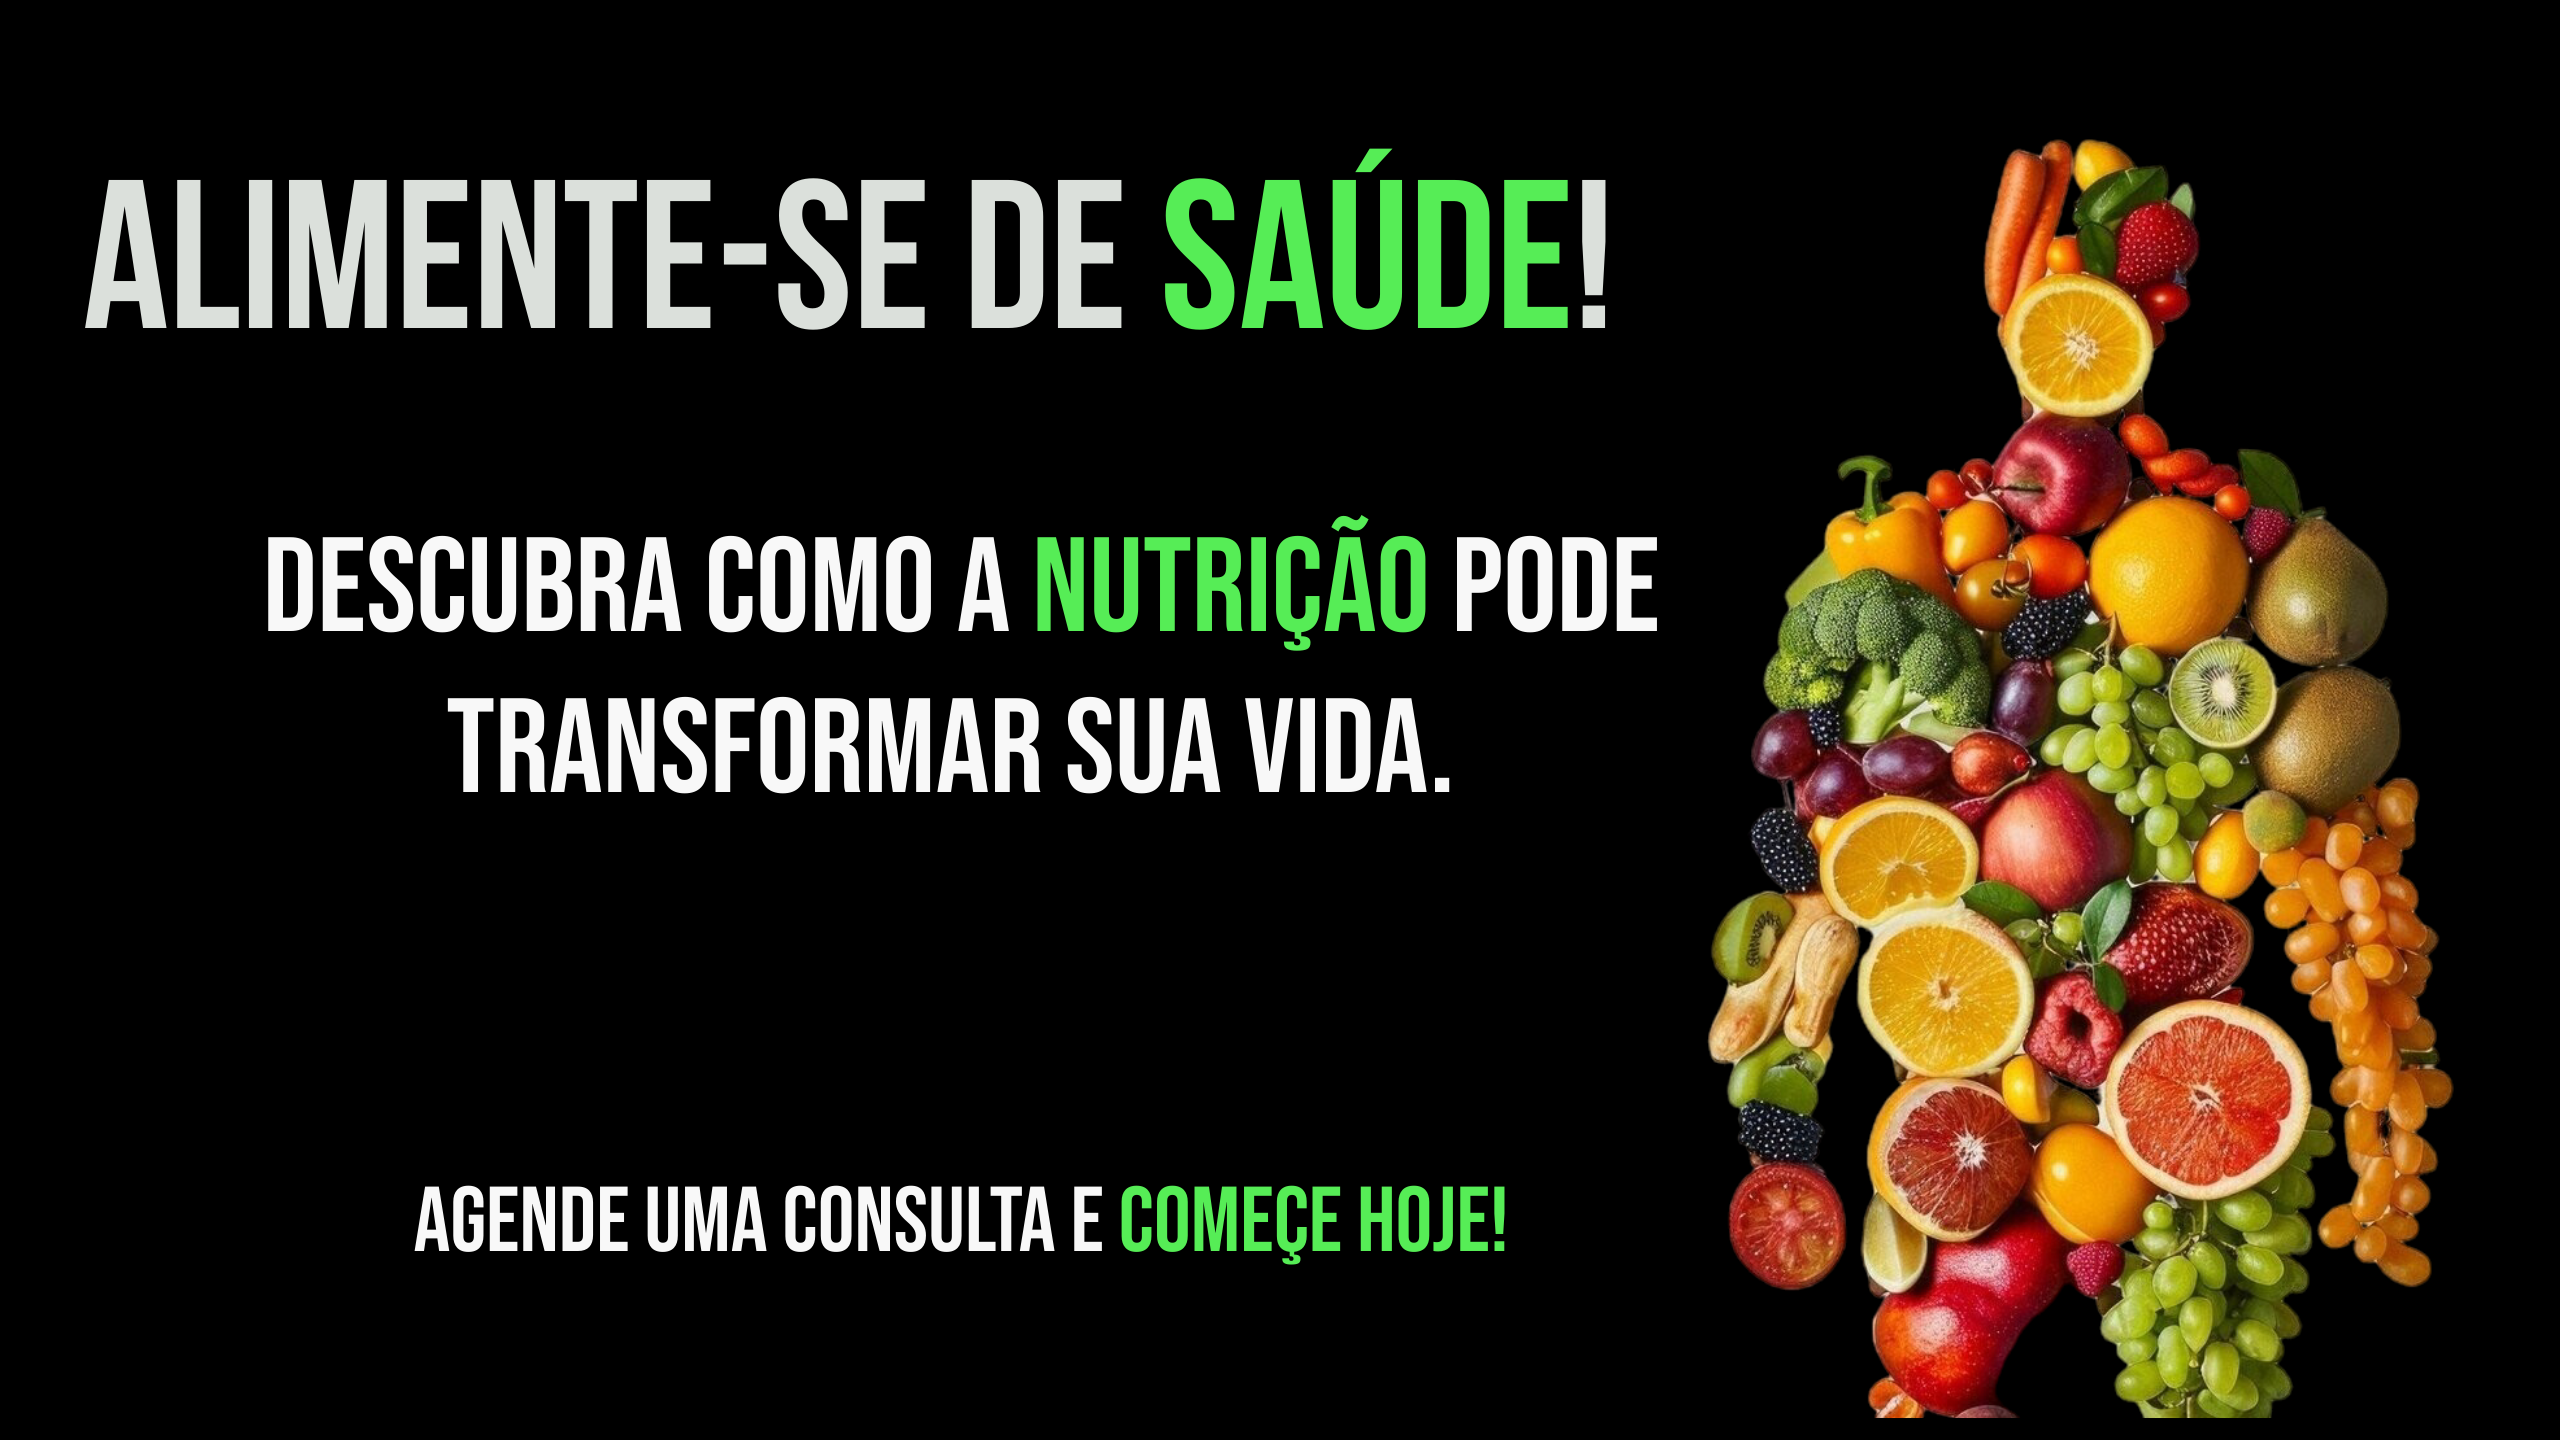 ALIMENTE-SE DE SAÚDE!
DESCUBRA COMO A NUTRIÇÃO PODE
TRANSFORMAR SUA VIDA.
AGENDE UMA CONSULTA E COMEÇE HOJE!